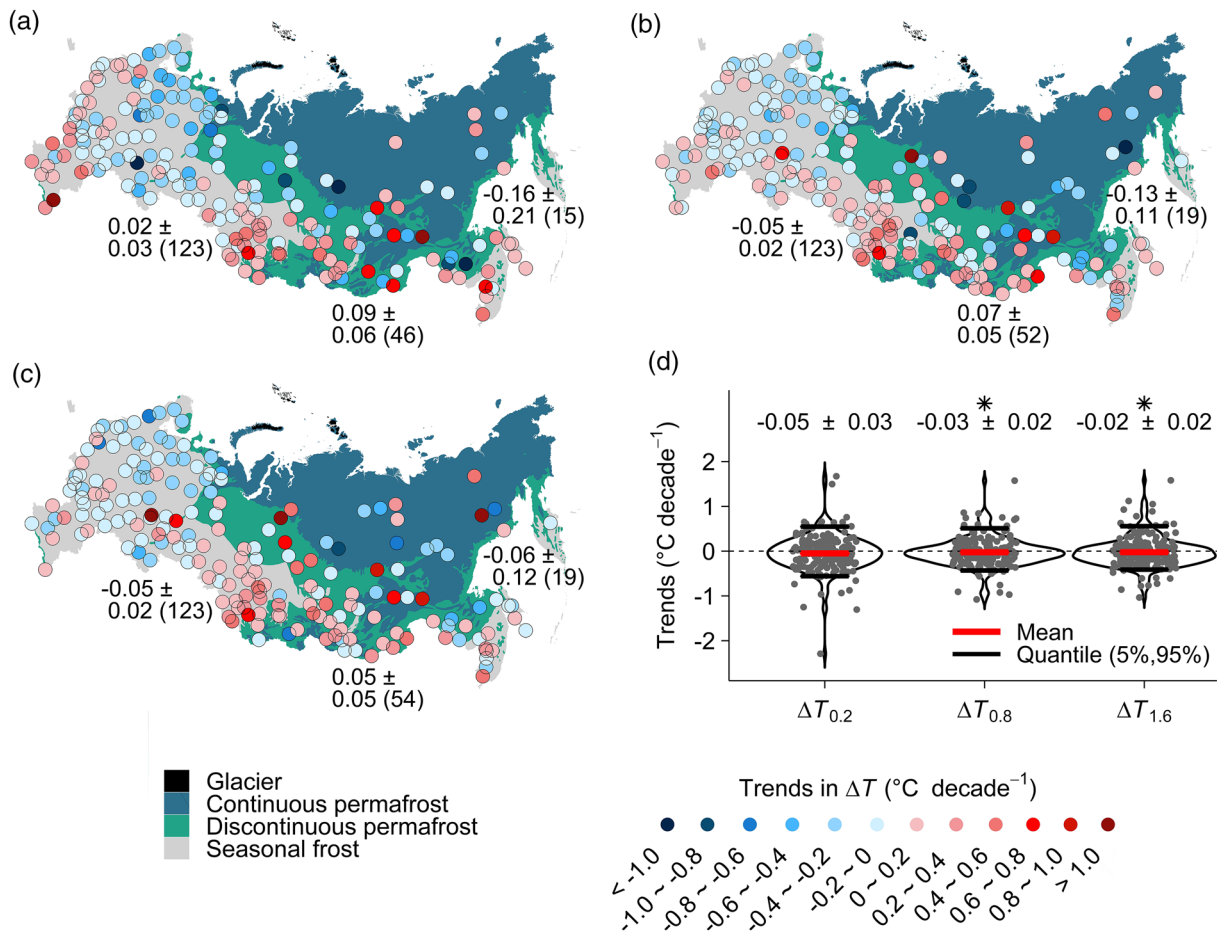 (a)
0.02 ±
0.03 (123)
-0.16 ±
0.21 (15)
0.09 ±
0.06 (46)
(b)
-0.05 ±
0.02 (123)
-0.13 ±
0.11 (19)
0.07 ±
0.05 (52)
(c)
-0.05 ±
0.02 (123)
-0.06 ±
0.12 (19)
0.05 ±
0.05 (54)
(d)
* *
-0.05 ± 0.03 -0.03 ± 0.02 -0.02 ± 0.02
Trends (°C decade⁻¹)
2
1
0
-1
-2
Mean
Quantile (5%,95%)
ΔT₀.₂ ΔT₀.₈ ΔT₁.₆
Glacier
Continuous permafrost
Discontinuous permafrost
Seasonal frost
Trends in ΔT (°C decade⁻¹)
< -1.0
-1.0 ~ -0.8
-0.8 ~ -0.6
-0.6 ~ -0.4
-0.4 ~ -0.2
-0.2 ~ 0
0 ~ 0.2
0.2 ~ 0.4
0.4 ~ 0.6
0.6 ~ 0.8
0.8 ~ 1.0
> 1.0